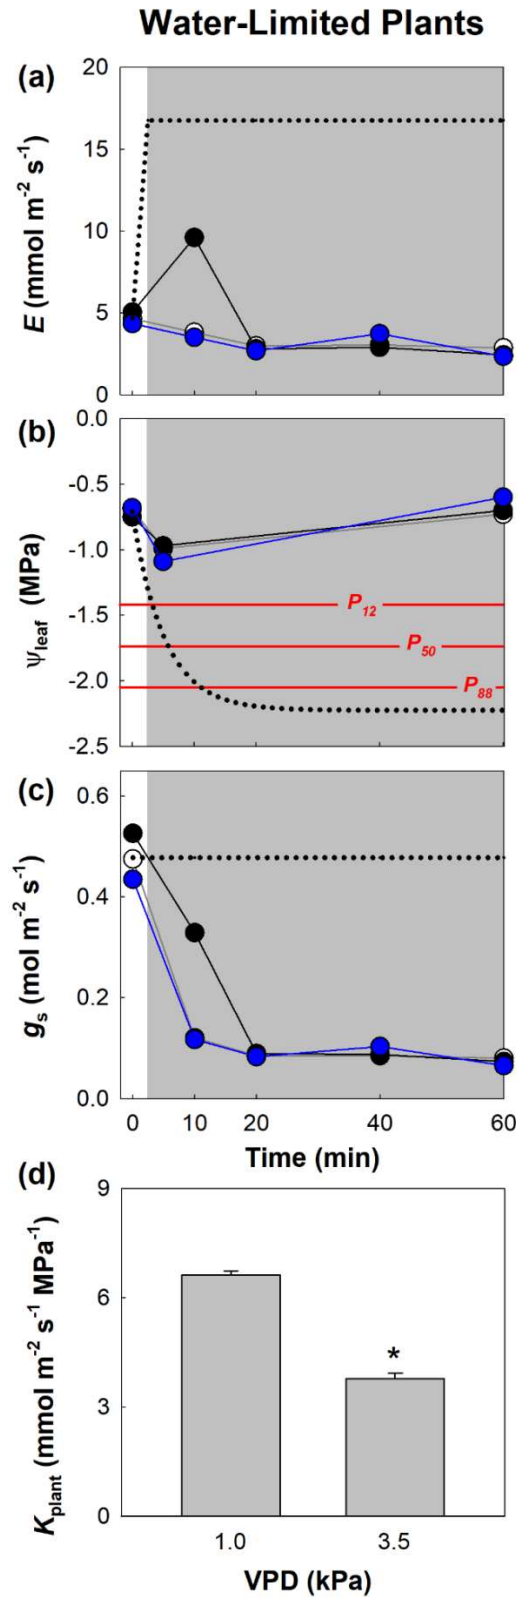 Water-Limited Plants
(a)
20
15
10
5
0
E (mmol m⁻² s⁻¹)
(b)
0.0
-0.5
-1.0
-1.5
-2.0
-2.5
Ψleaf (MPa)
P12
P50
P88
(c)
0.6
0.4
0.2
0.0
gs (mol m⁻² s⁻¹)
0 10 20 40 60
Time (min)
(d)
9
6
3
0
Kplant (mmol m⁻² s⁻¹ MPa⁻¹)
*
1.0 3.5
VPD (kPa)